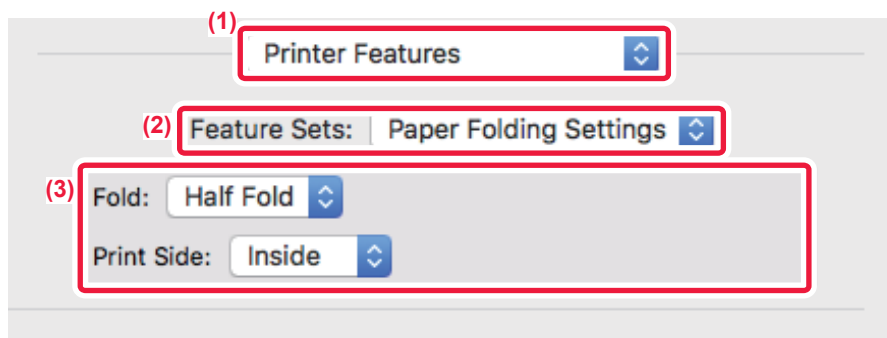 (1)
Printer Features
(2) Feature Sets: Paper Folding Settings
(3)
Fold: Half Fold
Print Side: Inside